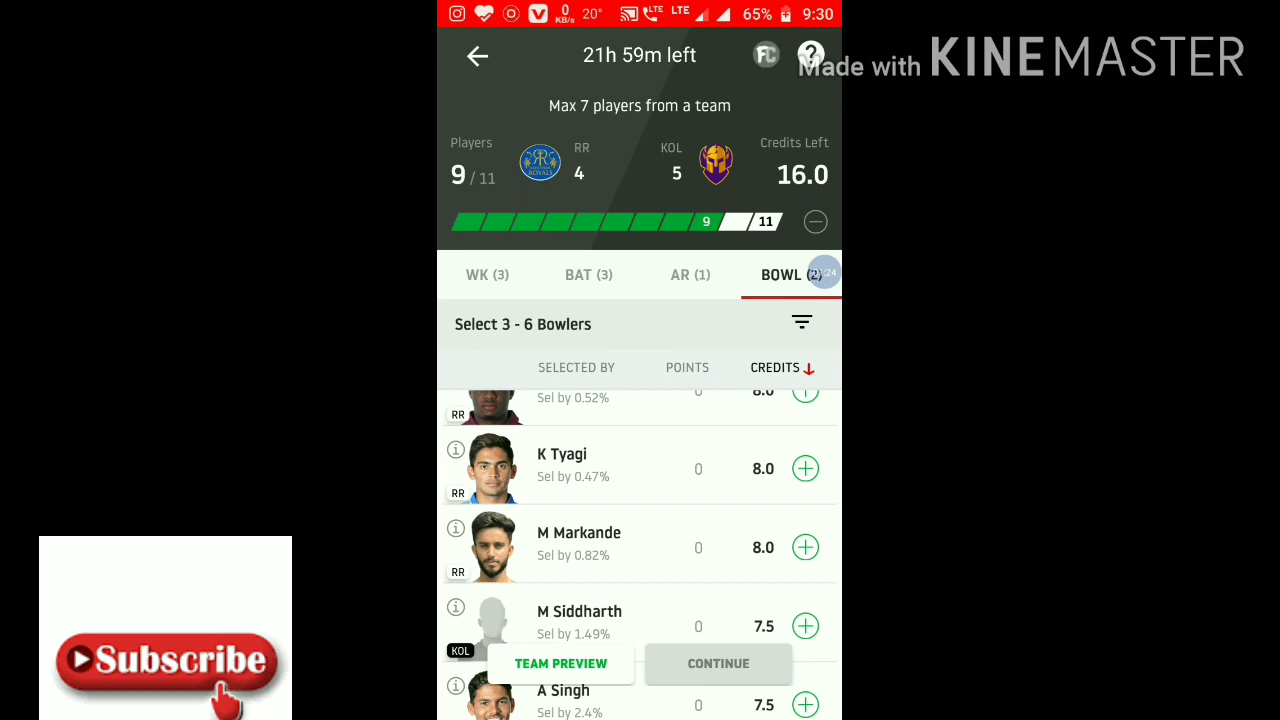 0
KB/s
20°
LTE
LTE
65%
9:30
21h 59m left
FC
?
Made with KINEMASTER
Max 7 players from a team
Players
RR
KOL
Credits Left
9 / 11
4
5
16.0
9
11
WK (3)
BAT (3)
AR (1)
BOWL (2)
Select 3 - 6 Bowlers
SELECTED BY
POINTS
CREDITS
Sel by 0.52%
0
8.0
RR
K Tyagi
Sel by 0.47%
0
8.0
RR
M Markande
Sel by 0.82%
0
8.0
RR
M Siddharth
Sel by 1.49%
0
7.5
KOL
TEAM PREVIEW
CONTINUE
A Singh
Sel by 2.4%
0
7.5
Subscribe